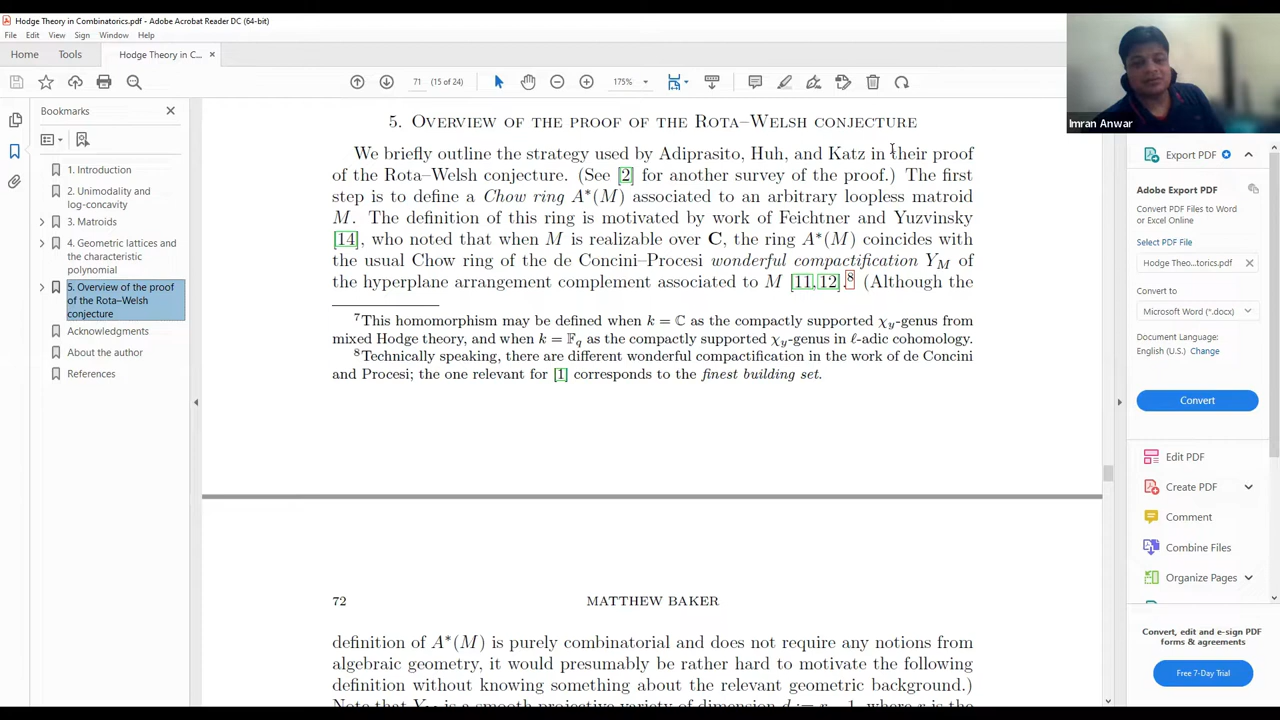 Hodge Theory in Combinatorics.pdf - Adobe Acrobat Reader DC (64-bit)
File Edit View Sign Window Help
Home Tools Hodge Theory in C... ×
71 (15 of 24) 175%
Imran Anwar
Bookmarks
1. Introduction
2. Unimodality and
log-concavity
3. Matroids
4. Geometric lattices and
the characteristic
polynomial
5. Overview of the proof
of the Rota–Welsh
conjecture
Acknowledgments
About the author
References
5. Overview of the proof of the Rota–Welsh conjecture
We briefly outline the strategy used by Adiprasito, Huh, and Katz in their proof
of the Rota–Welsh conjecture. (See [2] for another survey of the proof.) The first
step is to define a Chow ring A*(M) associated to an arbitrary loopless matroid
M. The definition of this ring is motivated by work of Feichtner and Yuzvinsky
[14], who noted that when M is realizable over C, the ring A*(M) coincides with
the usual Chow ring of the de Concini–Procesi wonderful compactification Y_M of
the hyperplane arrangement complement associated to M [11,12].⁸ (Although the
⁷This homomorphism may be defined when k = ℂ as the compactly supported χ_y-genus from
mixed Hodge theory, and when k = 𝔽_q as the compactly supported χ_y-genus in ℓ-adic cohomology.
⁸Technically speaking, there are different wonderful compactification in the work of de Concini
and Procesi; the one relevant for [1] corresponds to the finest building set.
72 MATTHEW BAKER
definition of A*(M) is purely combinatorial and does not require any notions from
algebraic geometry, it would presumably be rather hard to motivate the following
definition without knowing something about the relevant geometric background.)
Export PDF
Adobe Export PDF
Convert PDF Files to Word
or Excel Online
Select PDF File
Hodge Theo...torics.pdf ×
Convert to
Microsoft Word (*.docx)
Document Language:
English (U.S.) Change
Convert
Edit PDF
Create PDF
Comment
Combine Files
Organize Pages
Convert, edit and e-sign PDF
forms & agreements
Free 7-Day Trial